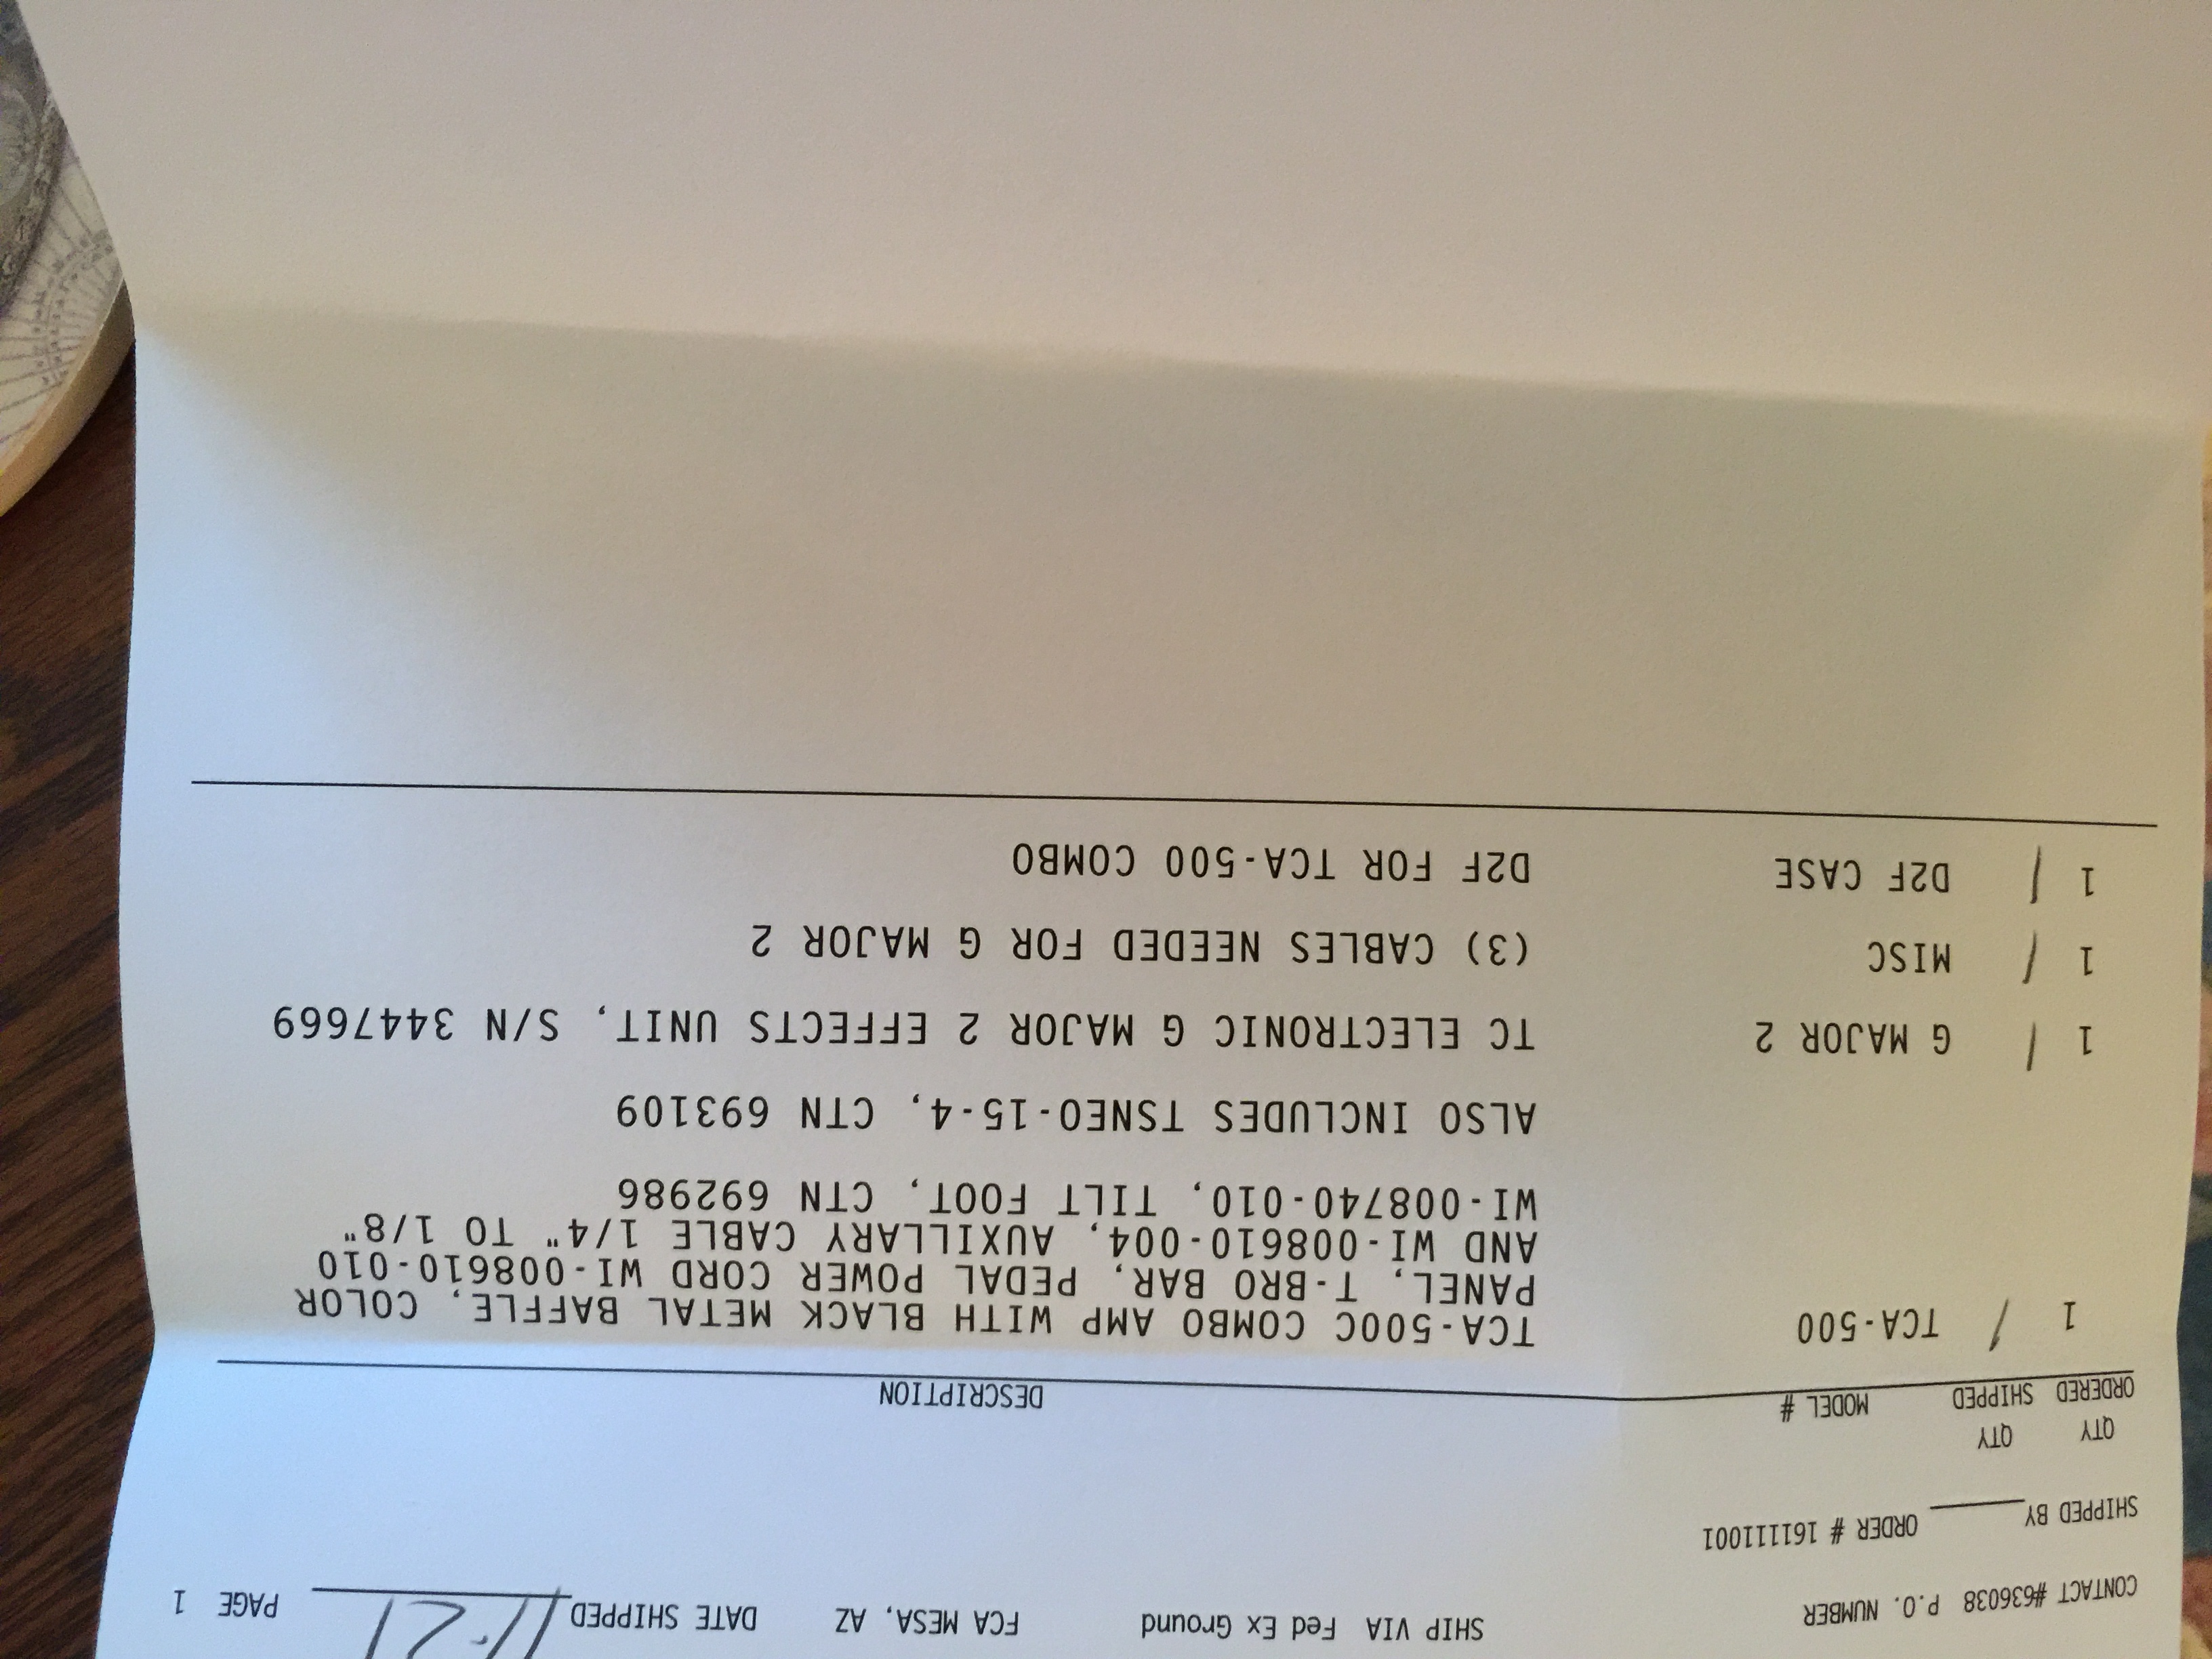 CONTACT #636038 P.O. NUMBER SHIP VIA Fed Ex Ground FCA MESA, AZ DATE SHIPPED 11-21 PAGE 1
SHIPPED BY ORDER # 16111001
QTY QTY
ORDERED SHIPPED MODEL # DESCRIPTION
1 / TCA-500 TCA-500C COMBO AMP WITH BLACK METAL BAFFLE, COLOR
PANEL, T-BRO BAR, PEDAL POWER CORD WI-008610-010
AND WI-008610-004, AUXILLARY CABLE 1/4" TO 1/8"
WI-008740-010, TILT FOOT, CTN 692986
ALSO INCLUDES TSNEO-15-4, CTN 693109
1 / G MAJOR 2 TC ELECTRONIC G MAJOR 2 EFFECTS UNIT, S/N 3447669
1 / MISC (3) CABLES NEEDED FOR G MAJOR 2
1 / D2F CASE D2F FOR TCA-500 COMBO